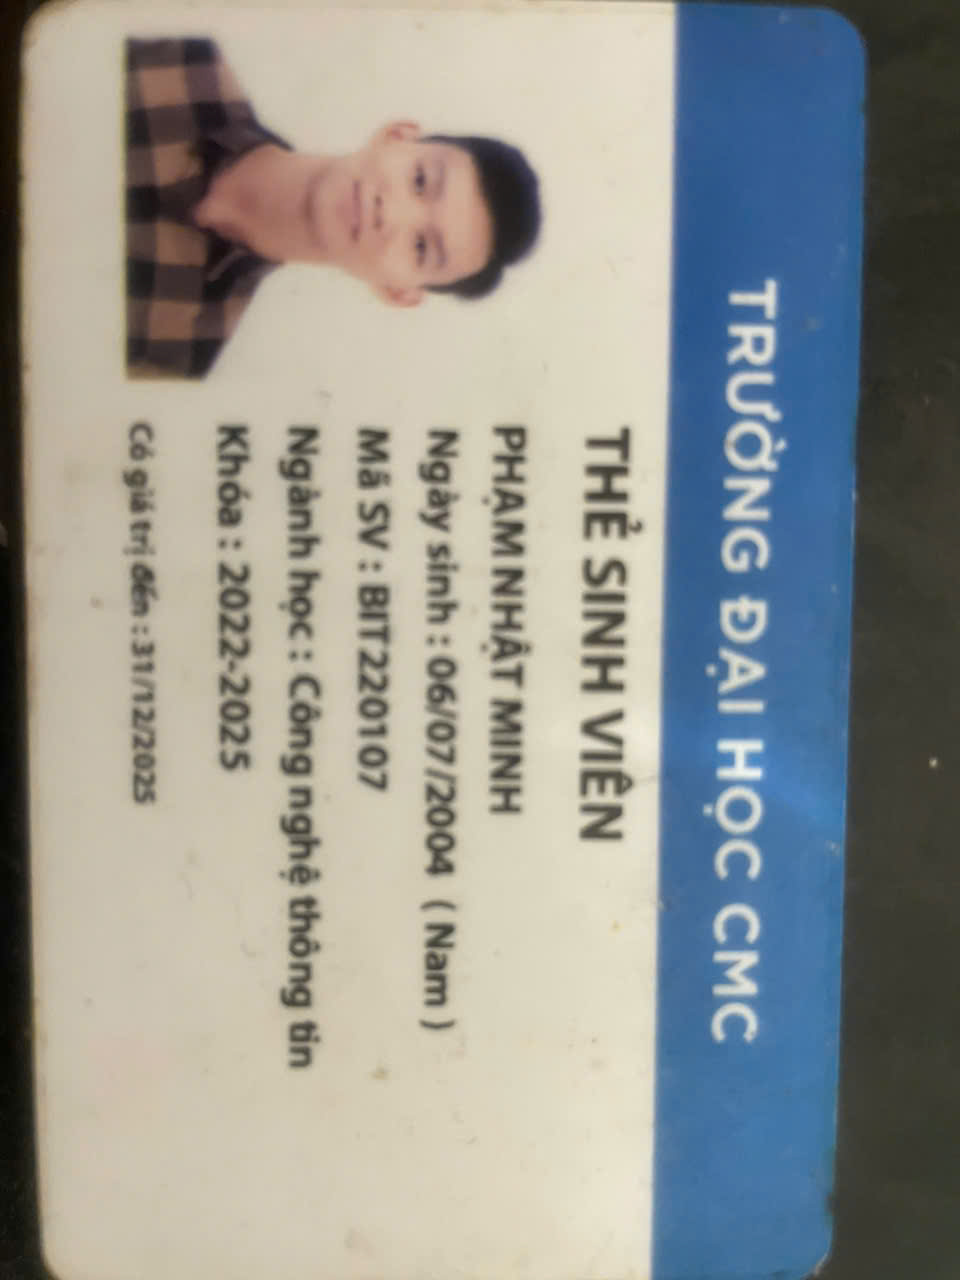 TRƯỜNG ĐẠI HỌC CMC
THẺ SINH VIÊN
PHẠM NHẬT MINH
Ngày sinh : 06/07/2004 ( Nam )
Mã SV : BIT220107
Ngành học : Công nghệ thông tin
Khóa : 2022-2025
Có giá trị đến : 31/12/2025